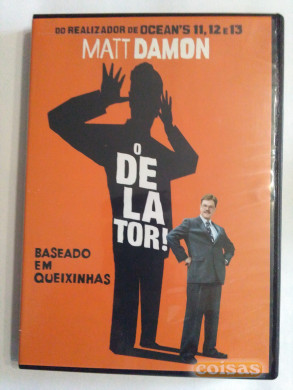 DO REALIZADOR DE OCEAN'S 11, 12 E 13
MATT DAMON
O
DE
LA
TOR!
BASEADO
EM
QUEIXINHAS
coisas